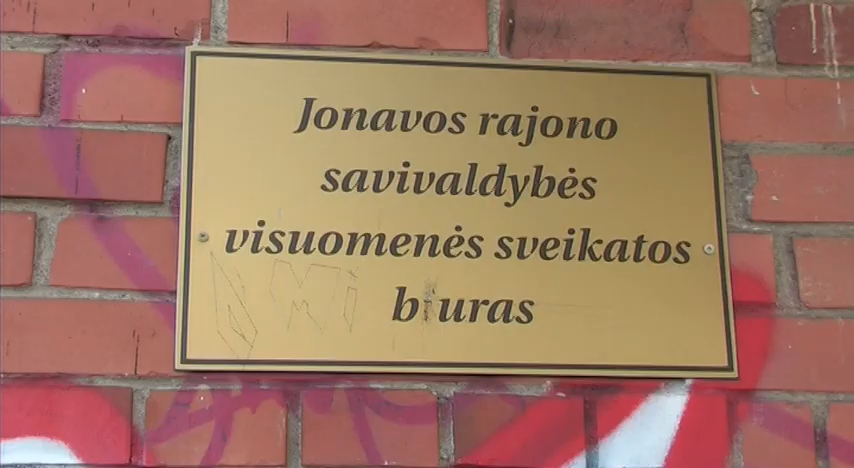 Jonavos rajono
savivaldybės
visuomenės sveikatos
biuras